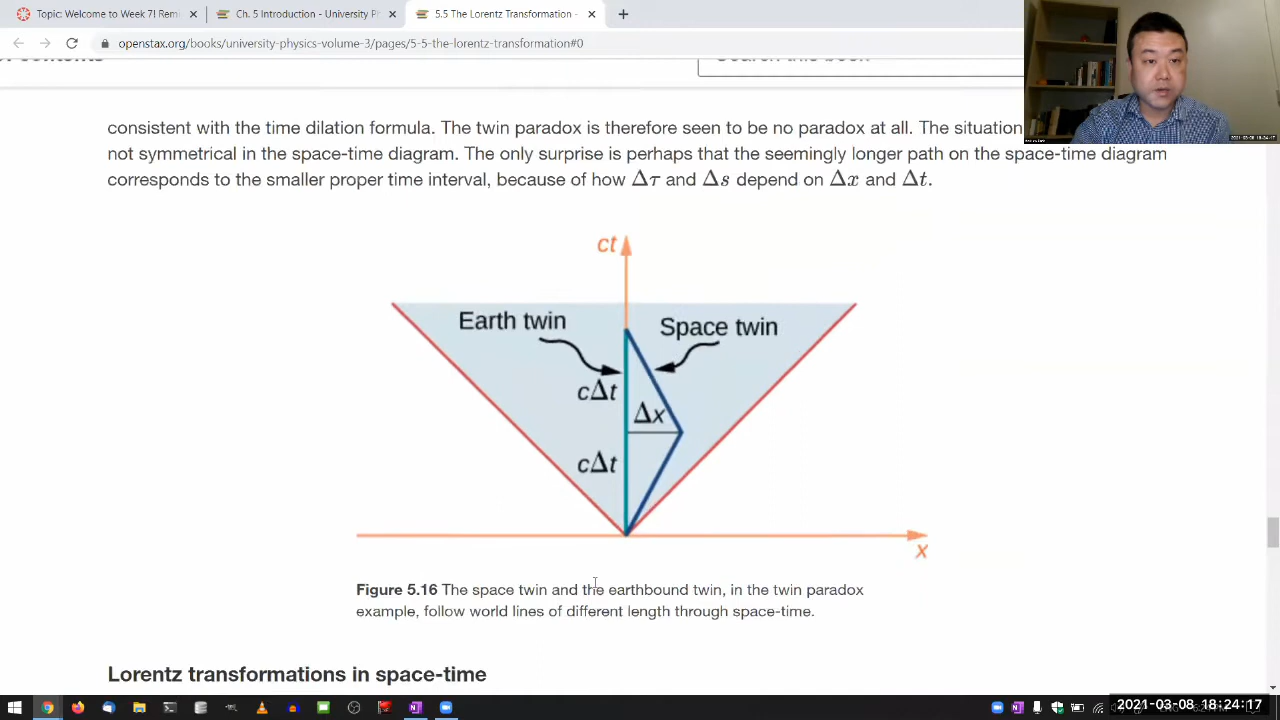 Topic: Welcome to Week 7! Remi
Ch. 5 Introduction - University Ph
5.5 The Lorentz Transformation -
openstax.org/books/university-physics-volume-3/pages/5-5-the-lorentz-transformation#0
consistent with the time dilation formula. The twin paradox is therefore seen to be no paradox at all. The situation
not symmetrical in the space-time diagram. The only surprise is perhaps that the seemingly longer path on the space-time diagram
corresponds to the smaller proper time interval, because of how Δτ and Δs depend on Δx and Δt.
ct
Earth twin
Space twin
cΔt
Δx
cΔt
x
Figure 5.16 The space twin and the earthbound twin, in the twin paradox
example, follow world lines of different length through space-time.
Lorentz transformations in space-time
2021-03-08 18:24:17